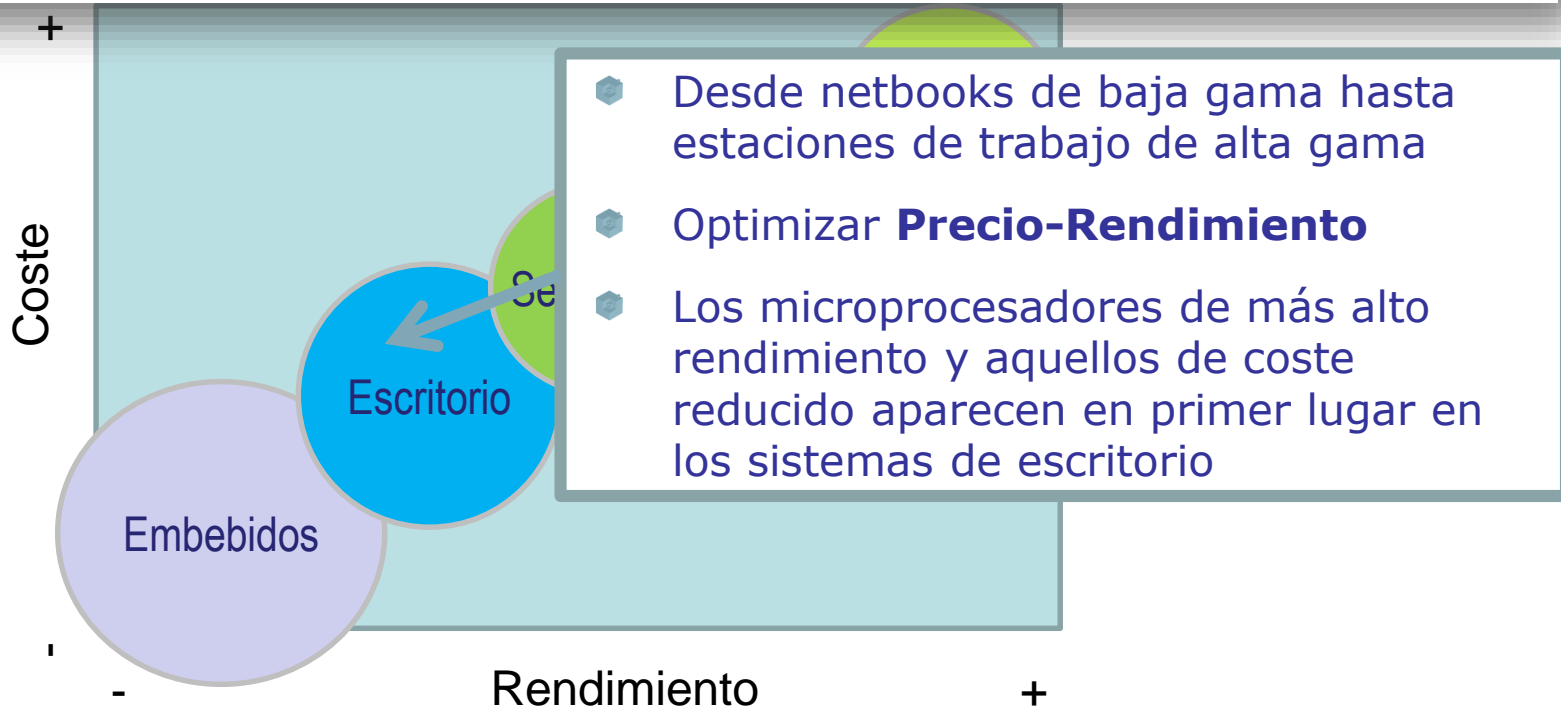 +
Desde netbooks de baja gama hasta
estaciones de trabajo de alta gama
Optimizar Precio-Rendimiento
Los microprocesadores de más alto
rendimiento y aquellos de coste
reducido aparecen en primer lugar en
los sistemas de escritorio
Coste
Escritorio
Embebidos
-
-
Rendimiento
+